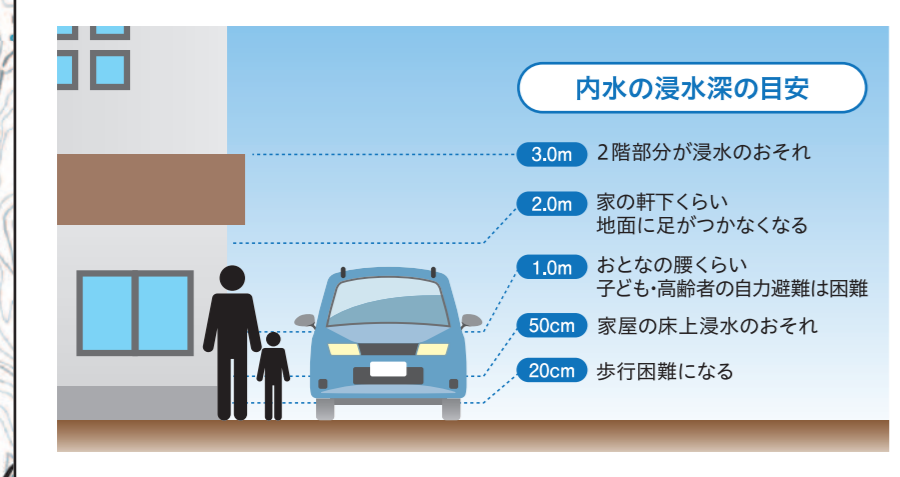 内水の浸水深の目安
3.0m 2階部分が浸水のおそれ
2.0m 家の軒下くらい
地面に足がつかなくなる
1.0m おとなの腰くらい
子ども・高齢者の自力避難は困難
50cm 家屋の床上浸水のおそれ
20cm 歩行困難になる